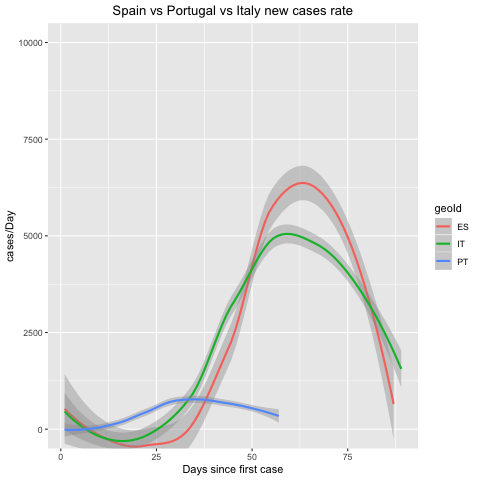 Spain vs Portugal vs Italy new cases rate
10000
7500
5000
2500
0
cases/Day
0 25 50 75
Days since first case
geoId
ES
IT
PT